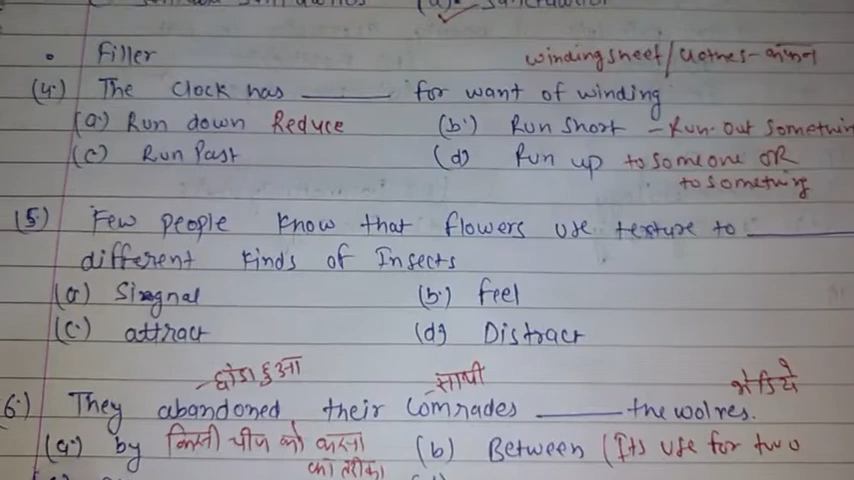 (a).
• Filler
winding sheet / clothes-
(4.) The clock has ______ for want of winding
(a.) Run down Reduce (b.) Run Short - Run out something
(c.) Run Past (d) Run up to someone OR
to something
(5) Few people know that flowers use texture to ______
different kinds of Insects
(a) Signal (b.) feel
(c.) attract (d) Distract
छोडा हुआ साथी भेडिये
6.) They abandoned their Comrades ______ the wolves.
(a.) by किसी चीज को करना (b) Between (Its use for two
का तरीका